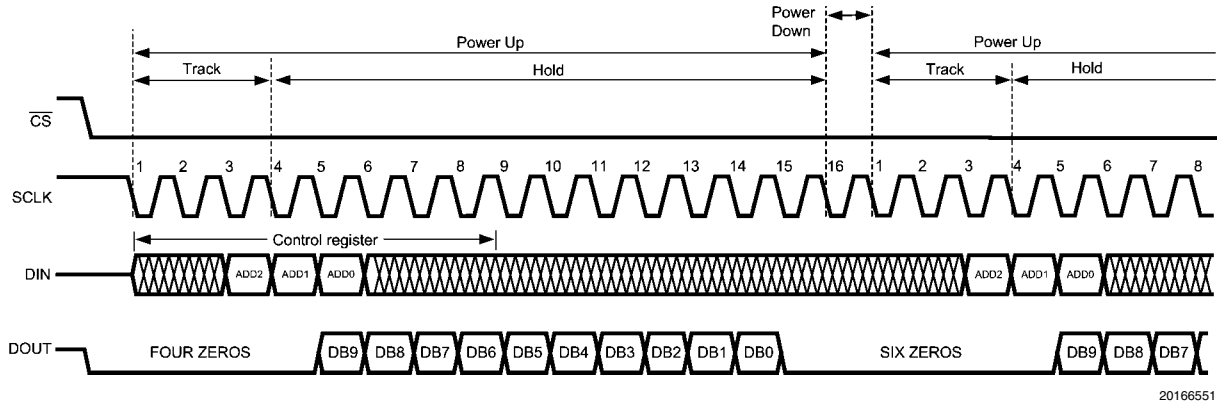 Power
Down
Power Up
Power Up
Track
Hold
Track
Hold
CS
1 2 3 4 5 6 7 8 9 10 11 12 13 14 15 16 1 2 3 4 5 6 7 8
SCLK
Control register
DIN
ADD2 ADD1 ADD0 ADD2 ADD1 ADD0
DOUT
FOUR ZEROS DB9 DB8 DB7 DB6 DB5 DB4 DB3 DB2 DB1 DB0 SIX ZEROS DB9 DB8 DB7
20166551